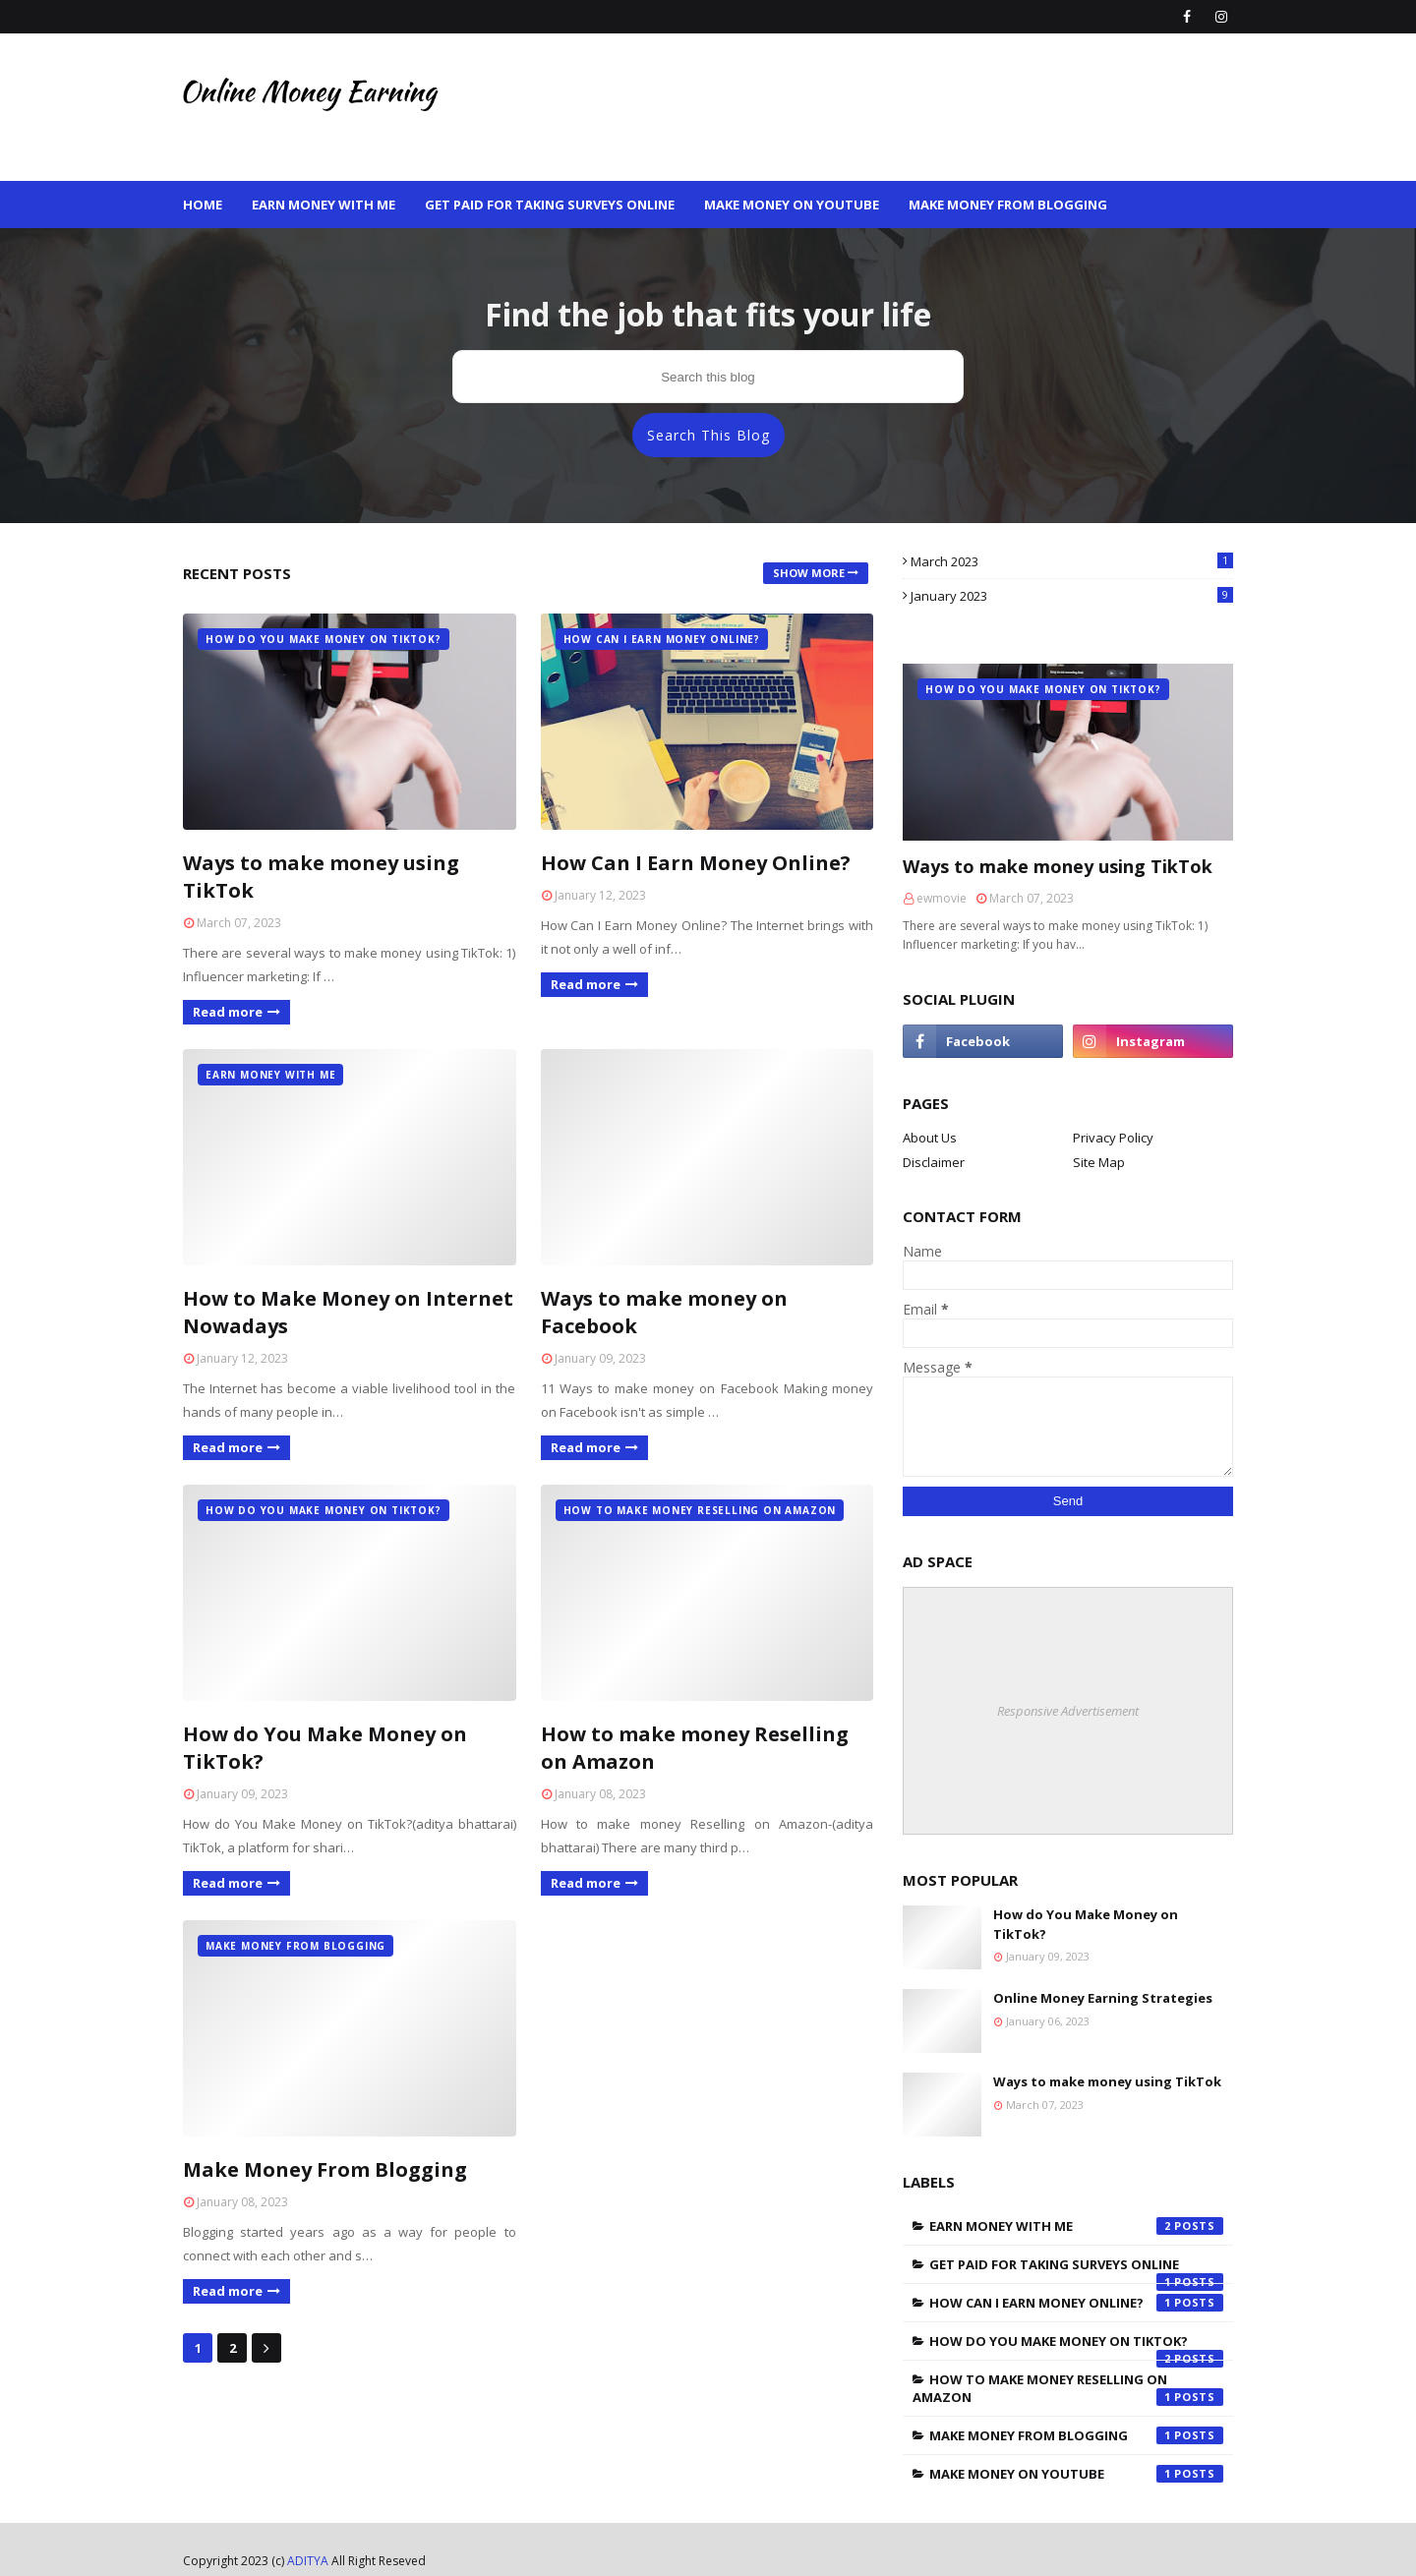 Online Money Earning
HOME EARN MONEY WITH ME GET PAID FOR TAKING SURVEYS ONLINE MAKE MONEY ON YOUTUBE MAKE MONEY FROM BLOGGING
Find the job that fits your life
Search this blog
Search This Blog
RECENT POSTS
SHOW MORE
HOW DO YOU MAKE MONEY ON TIKTOK?
Ways to make money using
TikTok
March 07, 2023
There are several ways to make money using TikTok: 1)
Influencer marketing: If …
Read more
HOW CAN I EARN MONEY ONLINE?
How Can I Earn Money Online?
January 12, 2023
How Can I Earn Money Online? The Internet brings with
it not only a well of inf…
Read more
EARN MONEY WITH ME
How to Make Money on Internet
Nowadays
January 12, 2023
The Internet has become a viable livelihood tool in the
hands of many people in…
Read more
Ways to make money on
Facebook
January 09, 2023
11 Ways to make money on Facebook Making money
on Facebook isn't as simple …
Read more
HOW DO YOU MAKE MONEY ON TIKTOK?
How do You Make Money on
TikTok?
January 09, 2023
How do You Make Money on TikTok?(aditya bhattarai)
TikTok, a platform for shari…
Read more
HOW TO MAKE MONEY RESELLING ON AMAZON
How to make money Reselling
on Amazon
January 08, 2023
How to make money Reselling on Amazon-(aditya
bhattarai) There are many third p…
Read more
MAKE MONEY FROM BLOGGING
Make Money From Blogging
January 08, 2023
Blogging started years ago as a way for people to
connect with each other and s…
Read more
1 2
March 2023 1
January 2023 9
HOW DO YOU MAKE MONEY ON TIKTOK?
Ways to make money using TikTok
ewmovie March 07, 2023
There are several ways to make money using TikTok: 1)
Influencer marketing: If you hav...
SOCIAL PLUGIN
Facebook Instagram
PAGES
About Us Privacy Policy
Disclaimer Site Map
CONTACT FORM
Name
Email *
Message *
Send
AD SPACE
Responsive Advertisement
MOST POPULAR
How do You Make Money on
TikTok?
January 09, 2023
Online Money Earning Strategies
January 06, 2023
Ways to make money using TikTok
March 07, 2023
LABELS
EARN MONEY WITH ME 2 POSTS
GET PAID FOR TAKING SURVEYS ONLINE
1 POSTS
HOW CAN I EARN MONEY ONLINE? 1 POSTS
HOW DO YOU MAKE MONEY ON TIKTOK?
2 POSTS
HOW TO MAKE MONEY RESELLING ON
AMAZON 1 POSTS
MAKE MONEY FROM BLOGGING 1 POSTS
MAKE MONEY ON YOUTUBE 1 POSTS
Copyright 2023 (c) ADITYA All Right Reseved